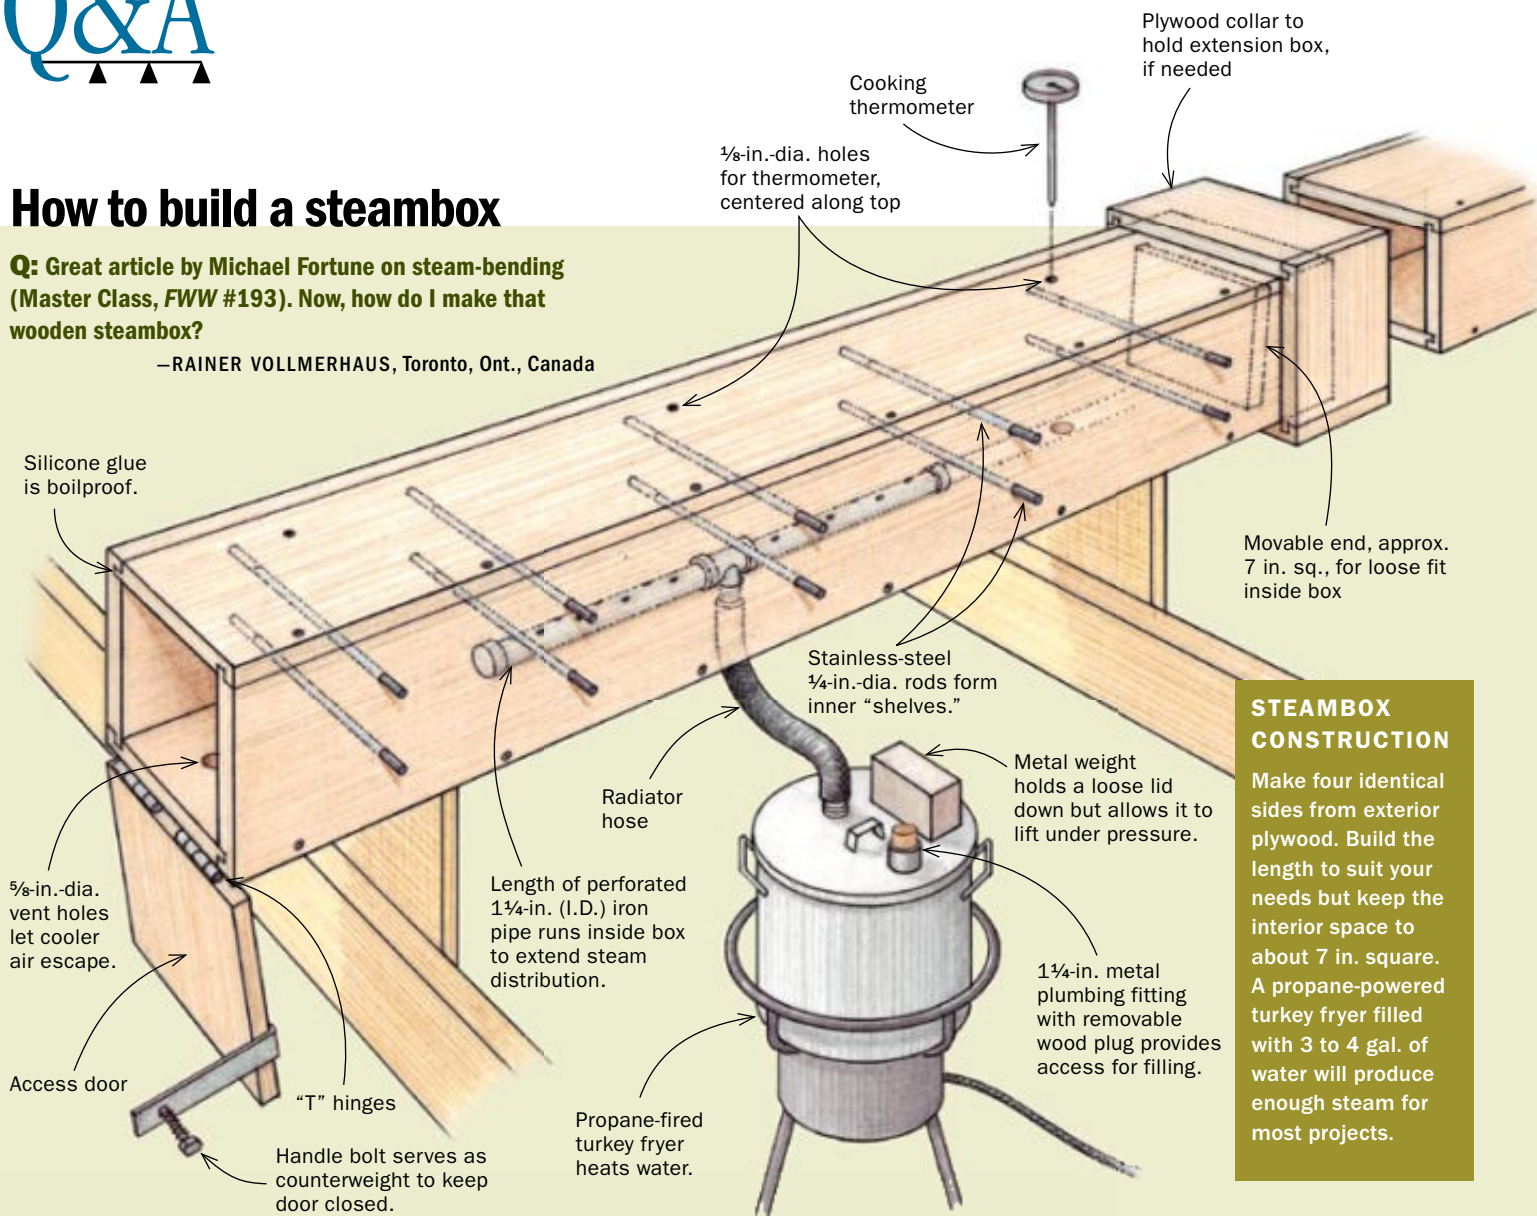 Q&A
How to build a steambox
Q: Great article by Michael Fortune on steam-bending
(Master Class, FWW #193). Now, how do I make that
wooden steambox?
—RAINER VOLLMERHAUS, Toronto, Ont., Canada
Cooking
thermometer
Plywood collar to
hold extension box,
if needed
⅛-in.-dia. holes
for thermometer,
centered along top
Silicone glue
is boilproof.
Movable end, approx.
7 in. sq., for loose fit
inside box
Stainless-steel
¼-in.-dia. rods form
inner “shelves.”
Radiator
hose
Metal weight
holds a loose lid
down but allows it to
lift under pressure.
⅝-in.-dia.
vent holes
let cooler
air escape.
Length of perforated
1¼-in. (I.D.) iron
pipe runs inside box
to extend steam
distribution.
1¼-in. metal
plumbing fitting
with removable
wood plug provides
access for filling.
Access door
“T” hinges
Handle bolt serves as
counterweight to keep
door closed.
Propane-fired
turkey fryer
heats water.
STEAMBOX
CONSTRUCTION
Make four identical
sides from exterior
plywood. Build the
length to suit your
needs but keep the
interior space to
about 7 in. square.
A propane-powered
turkey fryer filled
with 3 to 4 gal. of
water will produce
enough steam for
most projects.